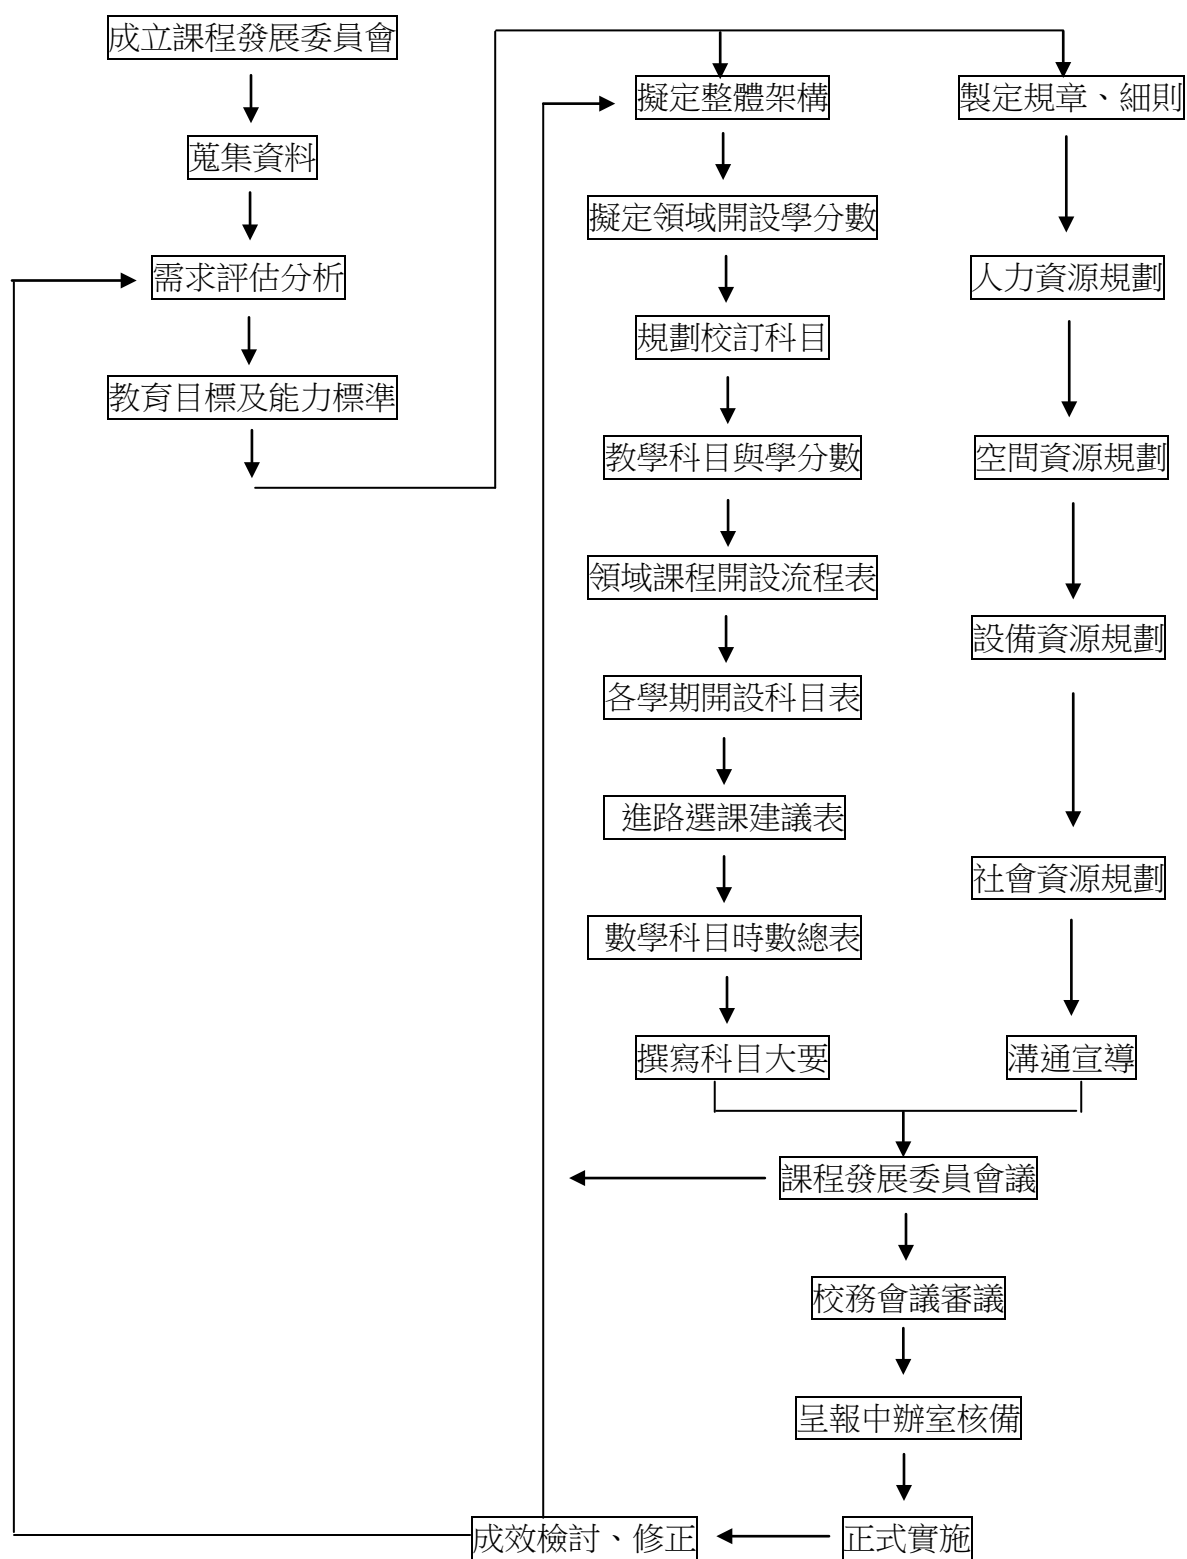 成立課程發展委員會
蒐集資料
需求評估分析
教育目標及能力標準
擬定整體架構
擬定領域開設學分數
規劃校訂科目
教學科目與學分數
領域課程開設流程表
各學期開設科目表
進路選課建議表
數學科目時數總表
撰寫科目大要
製定規章、細則
人力資源規劃
空間資源規劃
設備資源規劃
社會資源規劃
溝通宣導
課程發展委員會議
校務會議審議
呈報中辦室核備
正式實施
成效檢討、修正